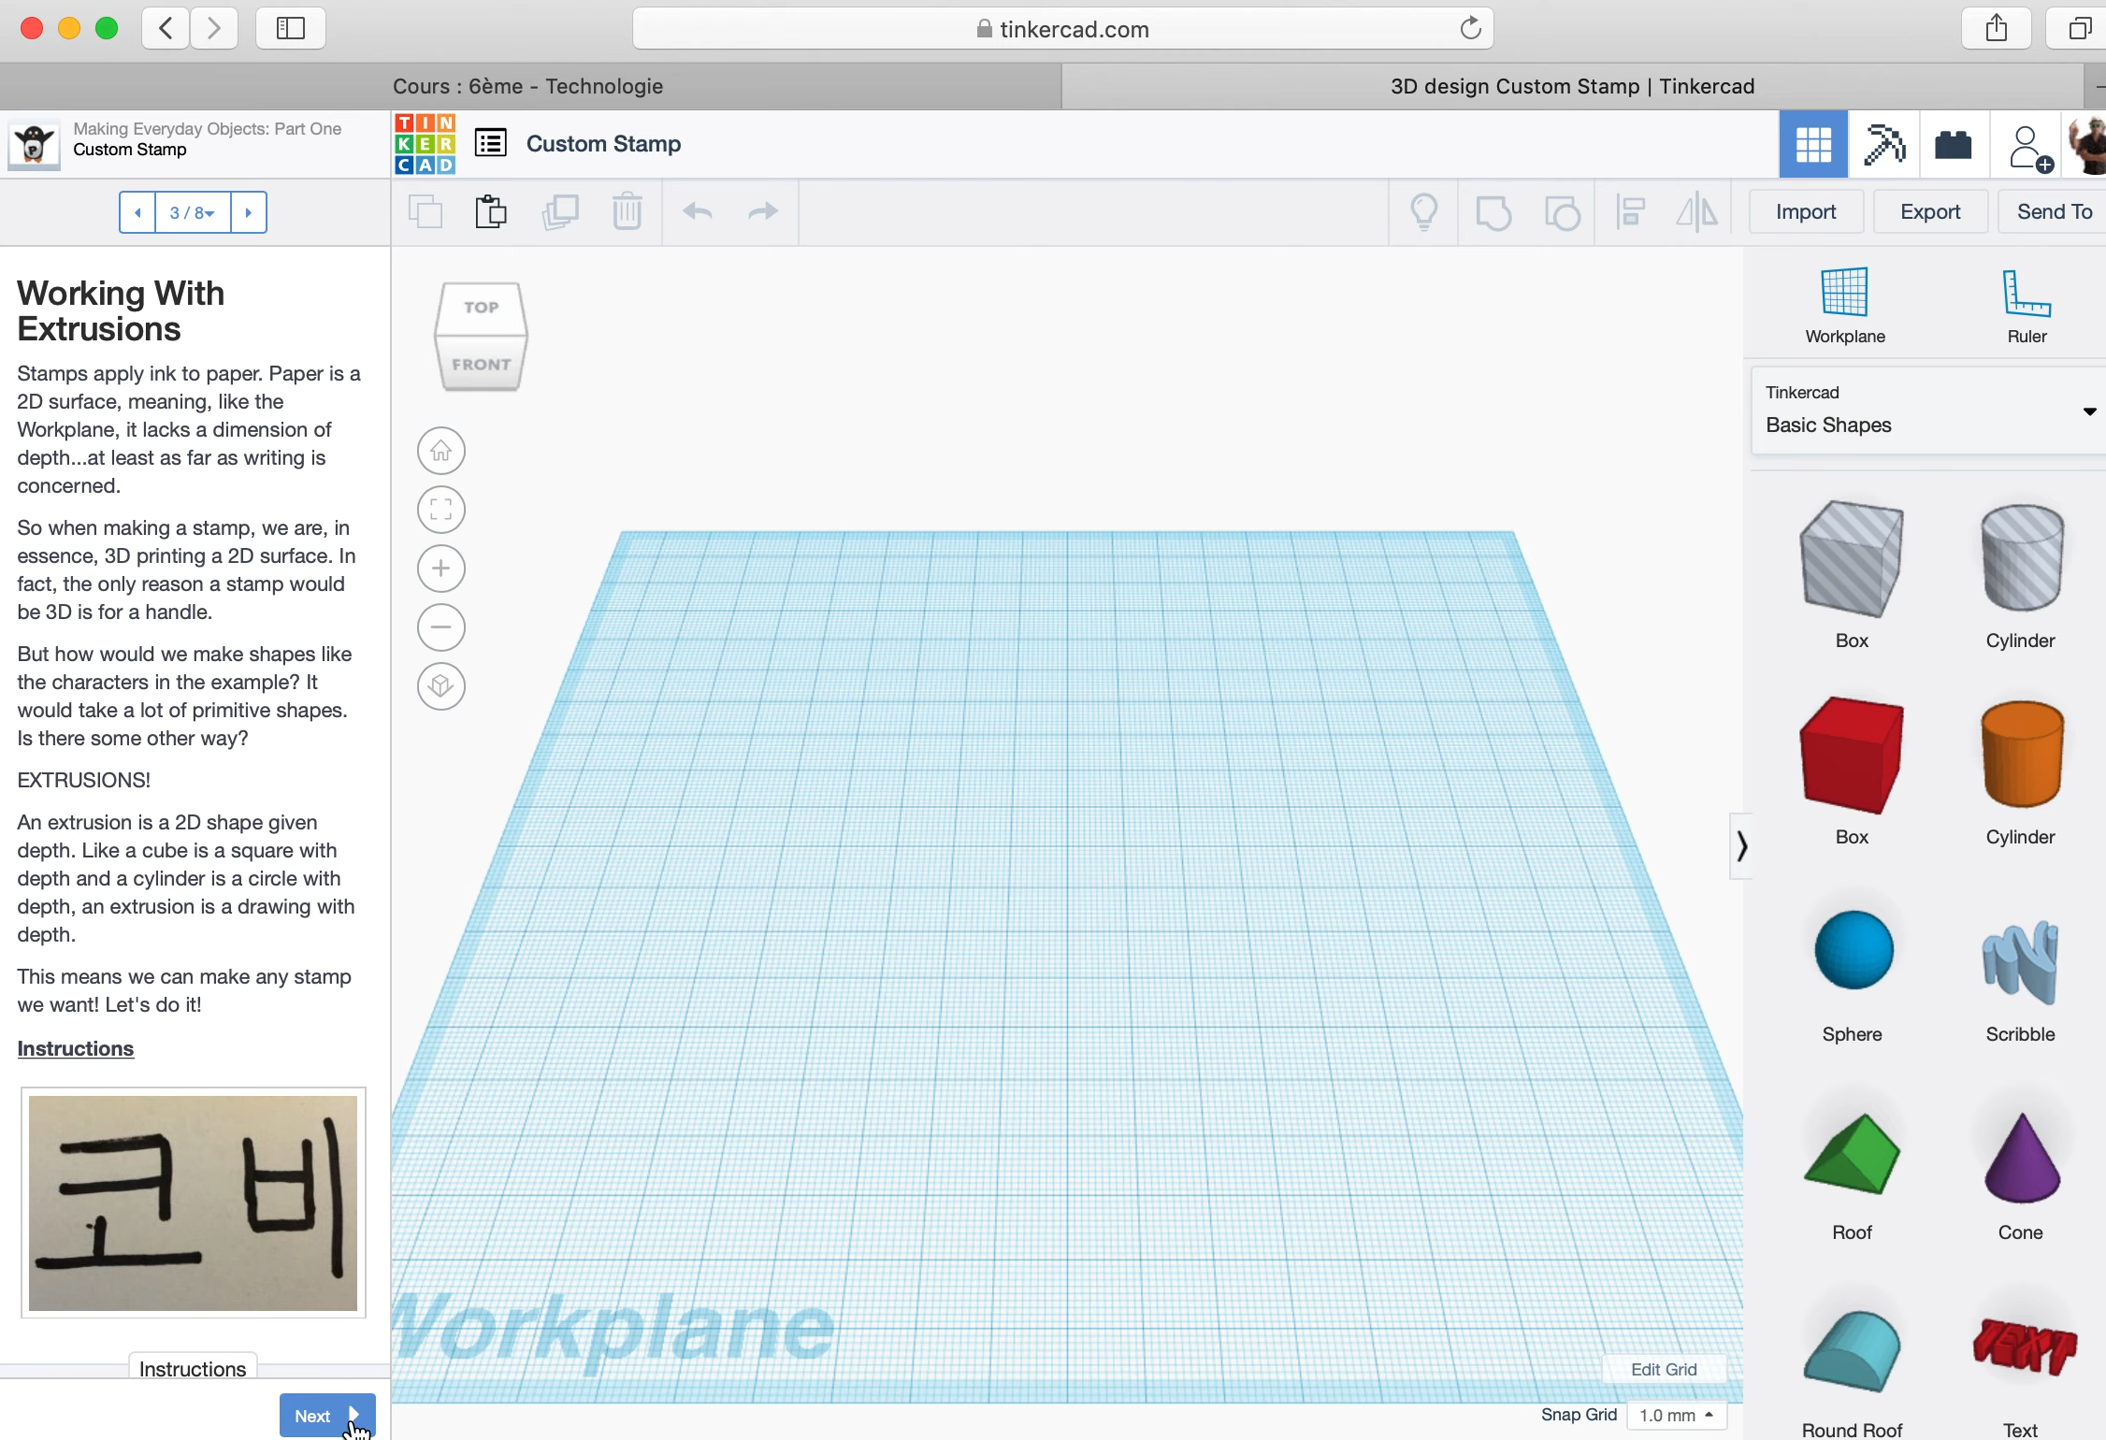 tinkercad.com
Cours : 6ème - Technologie
3D design Custom Stamp | Tinkercad
Making Everyday Objects: Part One
Custom Stamp
TIN
KER
CAD
Custom Stamp
3 / 8
Import
Export
Send To
Working With
Extrusions
Stamps apply ink to paper. Paper is a
2D surface, meaning, like the
Workplane, it lacks a dimension of
depth...at least as far as writing is
concerned.
So when making a stamp, we are, in
essence, 3D printing a 2D surface. In
fact, the only reason a stamp would
be 3D is for a handle.
But how would we make shapes like
the characters in the example? It
would take a lot of primitive shapes.
Is there some other way?
EXTRUSIONS!
An extrusion is a 2D shape given
depth. Like a cube is a square with
depth and a cylinder is a circle with
depth, an extrusion is a drawing with
depth.
This means we can make any stamp
we want! Let's do it!
Instructions
코 비
Instructions
Next
TOP
FRONT
Workplane
Edit Grid
Snap Grid 1.0 mm
Workplane
Ruler
Tinkercad
Basic Shapes
Box
Cylinder
Box
Cylinder
Sphere
Scribble
Roof
Cone
TEXT
Round Roof
Text